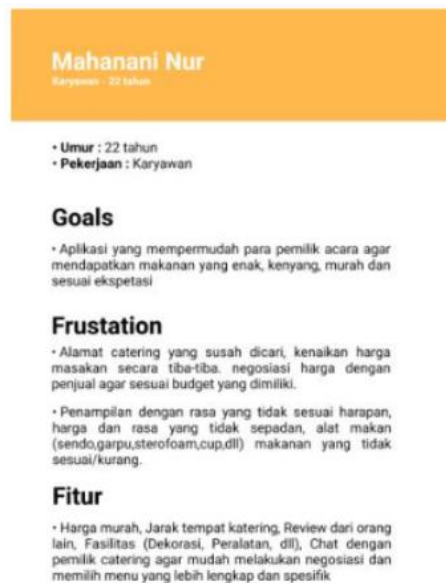 Mahanani Nur
Karyawan - 22 tahun
• Umur : 22 tahun
• Pekerjaan : Karyawan
Goals
• Aplikasi yang mempermudah para pemilik acara agar
mendapatkan makanan yang enak, kenyang, murah dan
sesuai ekspetasi
Frustation
• Alamat catering yang susah dicari, kenaikan harga
masakan secara tiba-tiba. negosiasi harga dengan
penjual agar sesuai budget yang dimiliki.
• Penampilan dengan rasa yang tidak sesuai harapan,
harga dan rasa yang tidak sepadan, alat makan
(sendo,garpu,sterofoam,cup,dll) makanan yang tidak
sesuai/kurang.
Fitur
• Harga murah, Jarak tempat katering, Review dari orang
lain, Fasilitas (Dekorasi, Peralatan, dll), Chat dengan
pemilik catering agar mudah melakukan negosiasi dan
memilih menu yang lebih lengkap dan spesifik